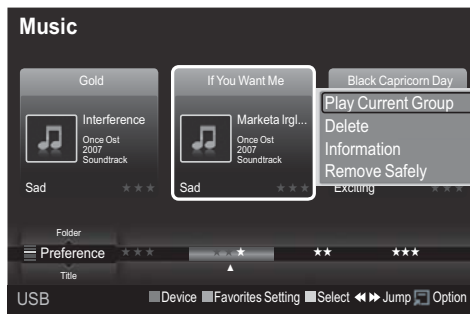 Music
Gold
If You Want Me
Black Capricorn Day
Interference
Once Ost
2007
Soundtrack
Sad
Marketa Irgl...
Once Ost
2007
Soundtrack
Sad
Play Current Group
Delete
Information
Remove Safely
Exciting
Folder
Preference
Title
USB
Device
Favorites Setting
Select
Jump
Option